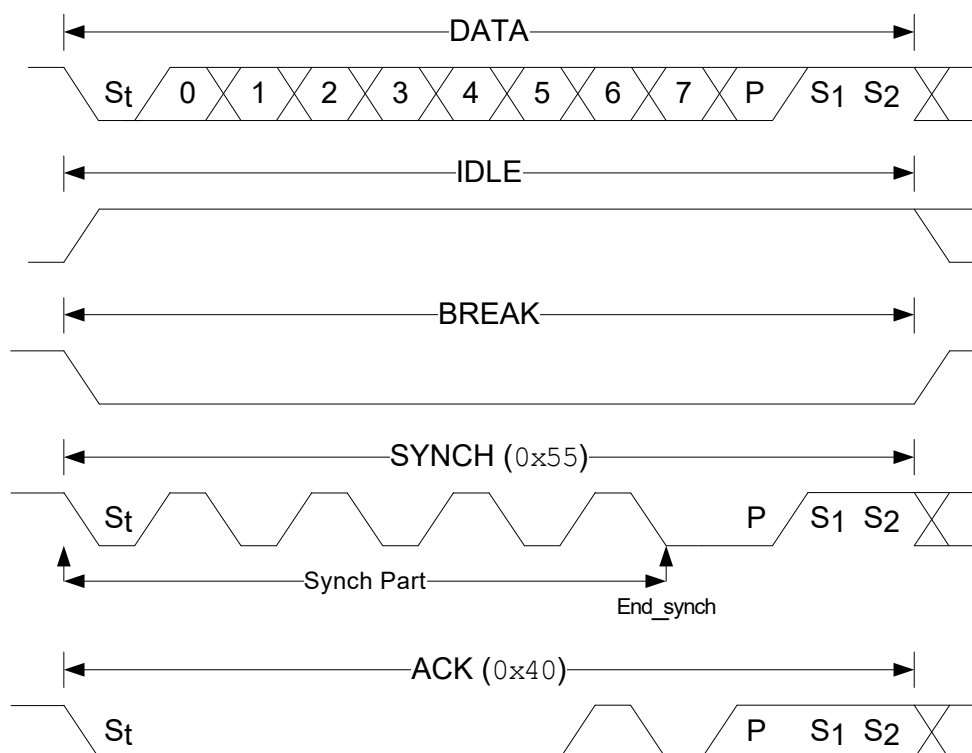 DATA
St 0 1 2 3 4 5 6 7 P S1 S2
IDLE
BREAK
SYNCH (0x55)
St P S1 S2
Synch Part
End_synch
ACK (0x40)
St P S1 S2